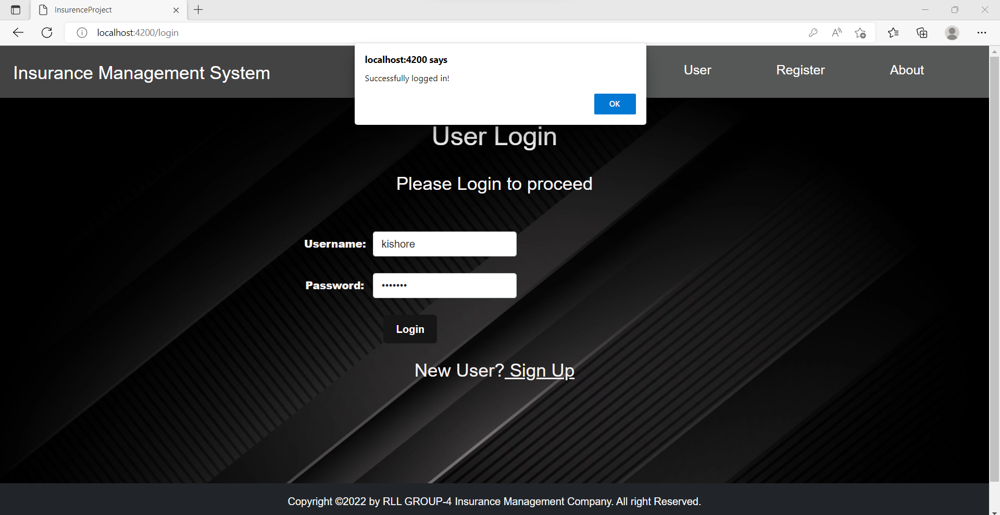 InsurenceProject
localhost:4200/login
localhost:4200 says
Successfully logged in!
OK
Insurance Management System
User
Register
About
User Login
Please Login to proceed
Username:
kishore
Password:
•••••••
Login
New User? Sign Up
Copyright ©2022 by RLL GROUP-4 Insurance Management Company. All right Reserved.